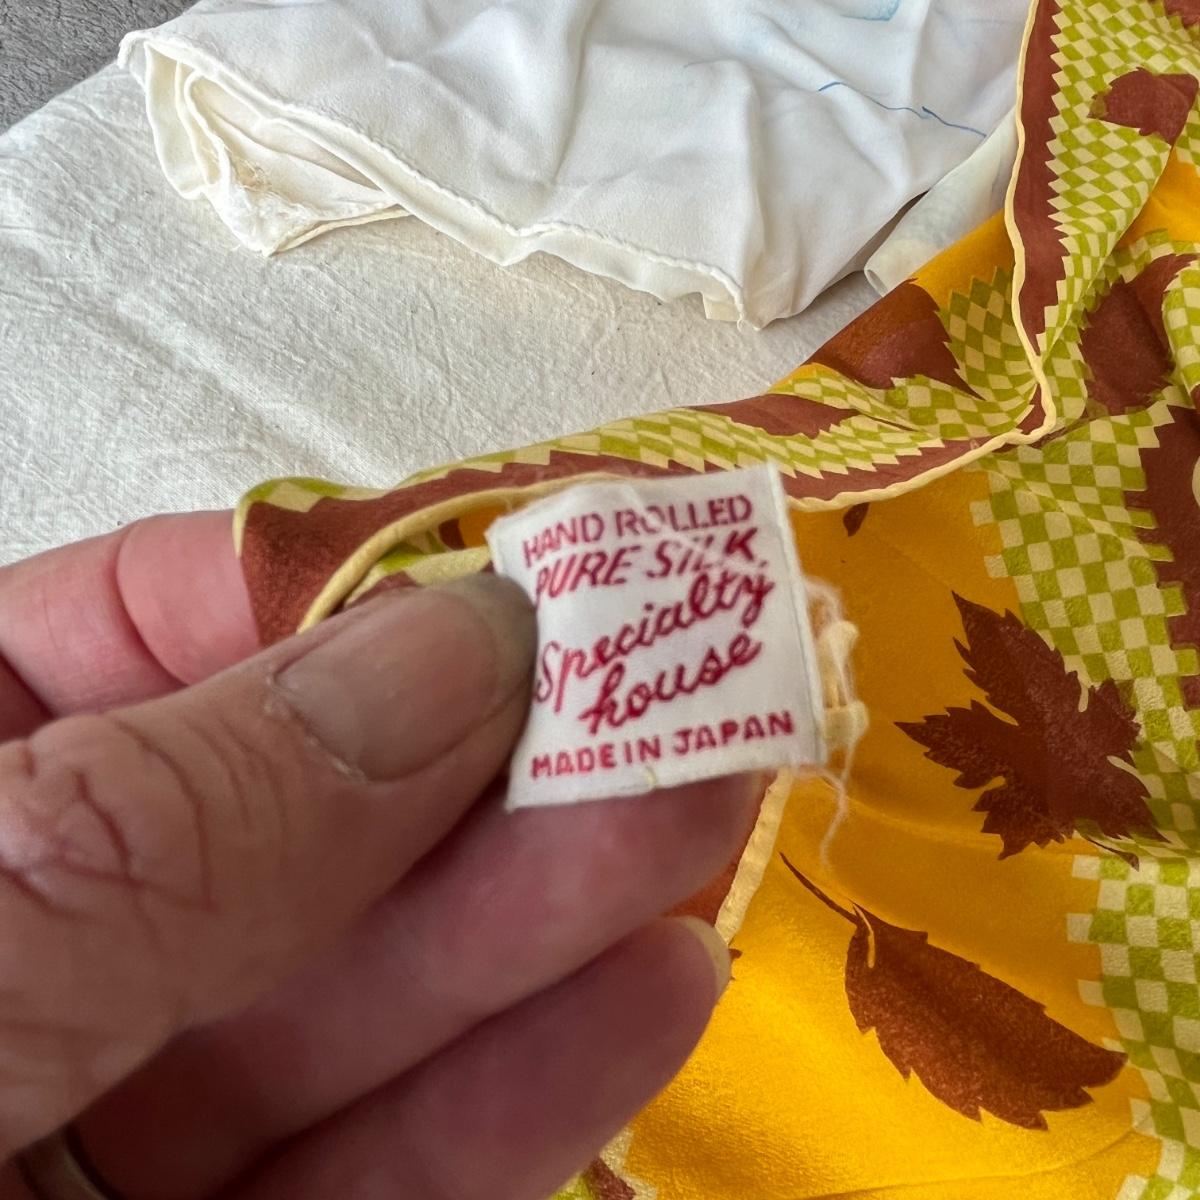 HAND ROLLED
PURE SILK.
Specialty
house
MADE IN JAPAN